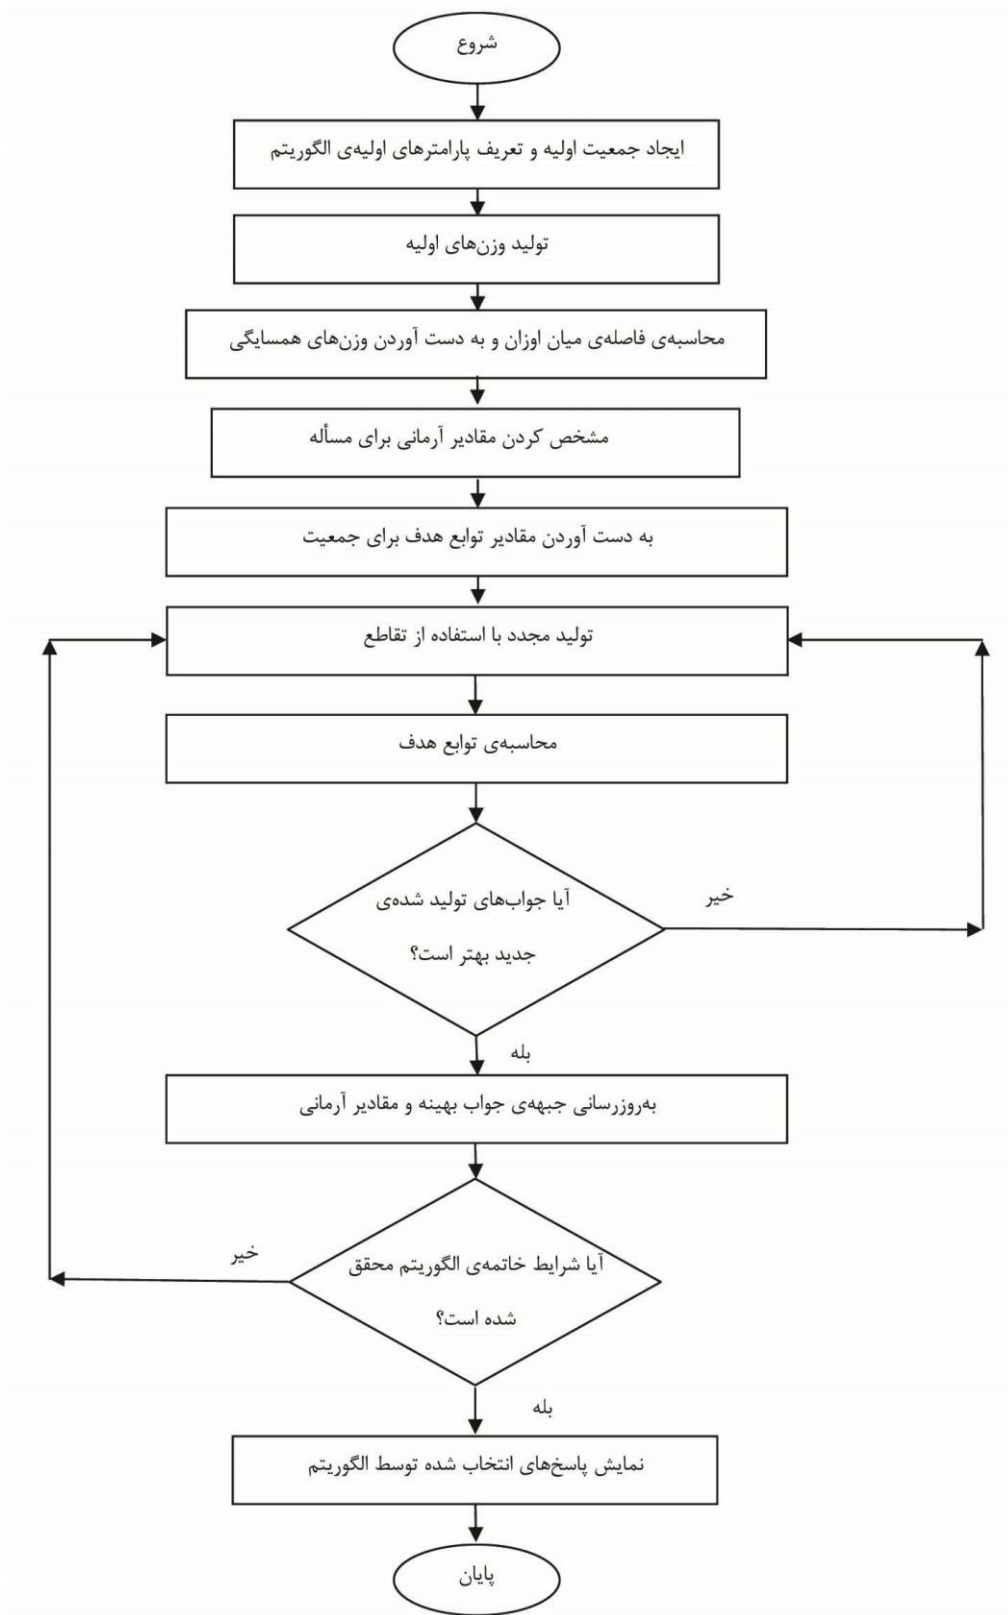 شروع
ایجاد جمعیت اولیه و تعریف پارامترهای اولیه‌ی الگوریتم
تولید وزن‌های اولیه
محاسبه‌ی فاصله‌ی میان اوزان و به دست آوردن وزن‌های همسایگی
مشخص کردن مقادیر آرمانی برای مسأله
به دست آوردن مقادیر توابع هدف برای جمعیت
تولید مجدد با استفاده از تقاطع
محاسبه‌ی توابع هدف
آیا جواب‌های تولید شده‌ی
جدید بهتر است؟
خیر
بله
به‌روزرسانی جبهه‌ی جواب بهینه و مقادیر آرمانی
آیا شرایط خاتمه‌ی الگوریتم محقق
شده است؟
خیر
بله
نمایش پاسخ‌های انتخاب شده توسط الگوریتم
پایان